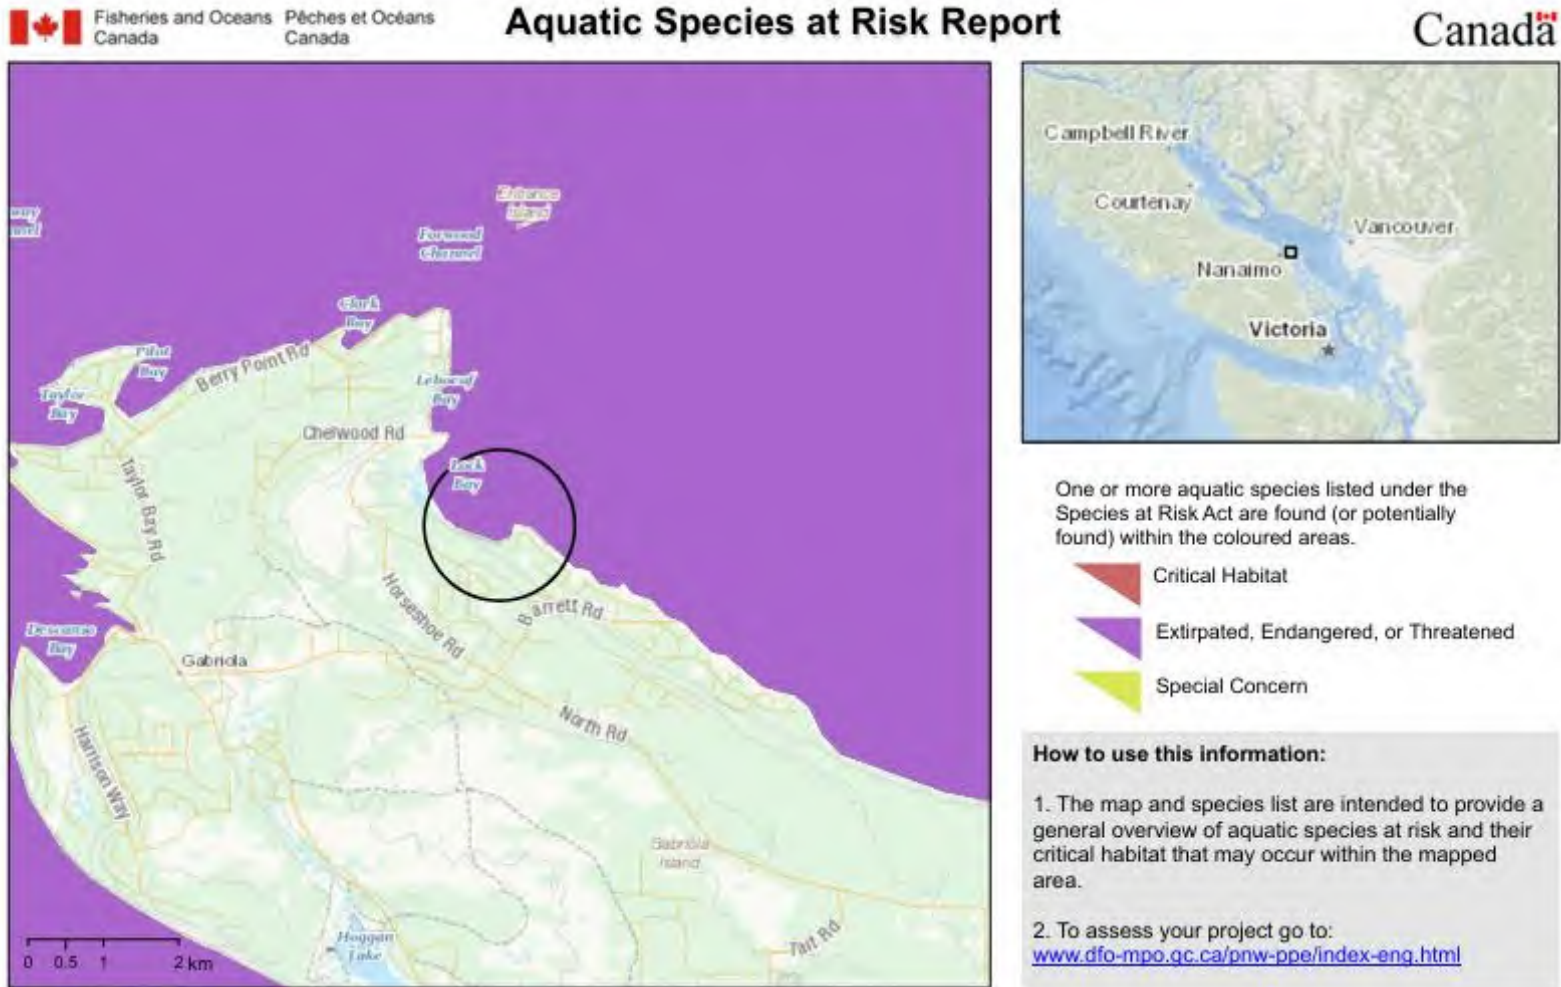 Fisheries and Oceans
Canada
Pêches et Océans
Canada
Aquatic Species at Risk Report
Canada
Entrance
Island
Forwood
Channel
Clark
Bay
Pilot
Bay
Berry Point Rd
Taylor
Bay
Leboeuf
Bay
Chelwood Rd
Lock
Bay
Taylor Bay Rd
Horseshoe Rd
Barrett Rd
Descanso
Bay
Gabriola
North Rd
Harrison Way
Gabriola
Island
Tait Rd
Hoggan
Lake
0 0.5 1 2 km
Campbell River
Courtenay
Vancouver
Nanaimo
Victoria
One or more aquatic species listed under the
Species at Risk Act are found (or potentially
found) within the coloured areas.
Critical Habitat
Extirpated, Endangered, or Threatened
Special Concern
How to use this information:
1. The map and species list are intended to provide a
general overview of aquatic species at risk and their
critical habitat that may occur within the mapped
area.
2. To assess your project go to:
www.dfo-mpo.gc.ca/pnw-ppe/index-eng.html